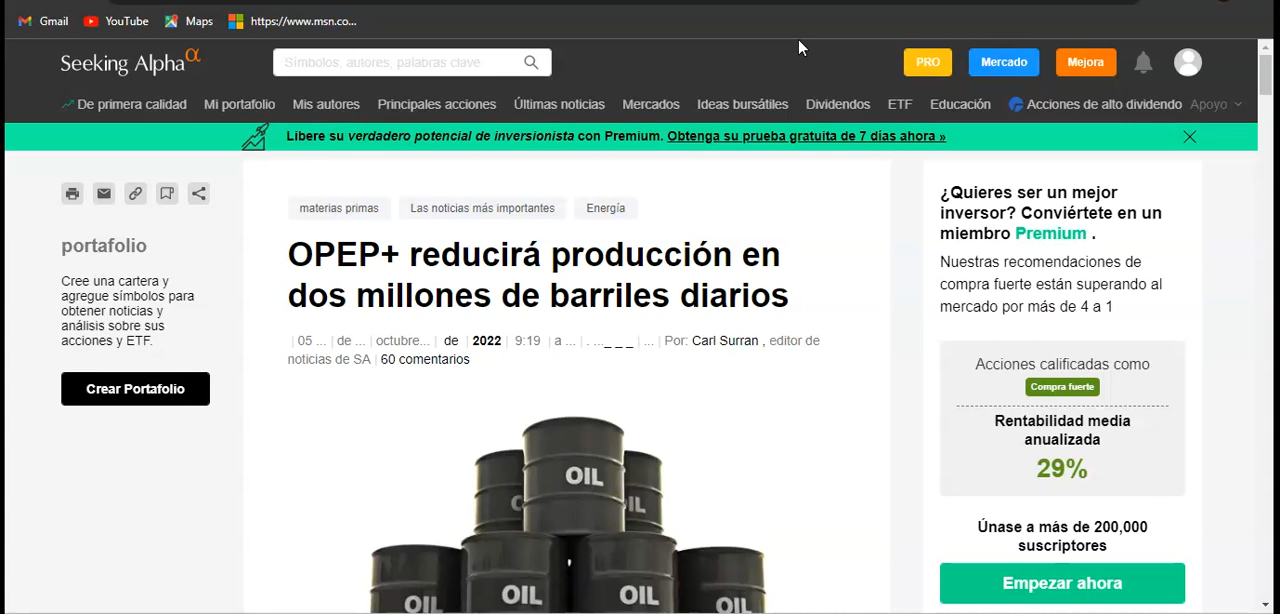 Gmail YouTube Maps https://www.msn.co...
Seeking Alpha α Símbolos, autores, palabras clave PRO Mercado Mejora
De primera calidad Mi portafolio Mis autores Principales acciones Últimas noticias Mercados Ideas bursátiles Dividendos ETF Educación Acciones de alto dividendo Apoyo
Libere su verdadero potencial de inversionista con Premium. Obtenga su prueba gratuita de 7 días ahora »
portafolio
Cree una cartera y
agregue símbolos para
obtener noticias y
análisis sobre sus
acciones y ETF.
Crear Portafolio
materias primas Las noticias más importantes Energía
OPEP+ reducirá producción en
dos millones de barriles diarios
| 05 ... | de ... | octubre... | de | 2022 | 9:19 | a ... | . ..._ _ _ | ... | Por: Carl Surran , editor de
noticias de SA | 60 comentarios
OIL
OIL
OIL
OIL
OIL
¿Quieres ser un mejor
inversor? Conviértete en un
miembro Premium .
Nuestras recomendaciones de
compra fuerte están superando al
mercado por más de 4 a 1
Acciones calificadas como
Compra fuerte
Rentabilidad media
anualizada
29%
Únase a más de 200,000
suscriptores
Empezar ahora